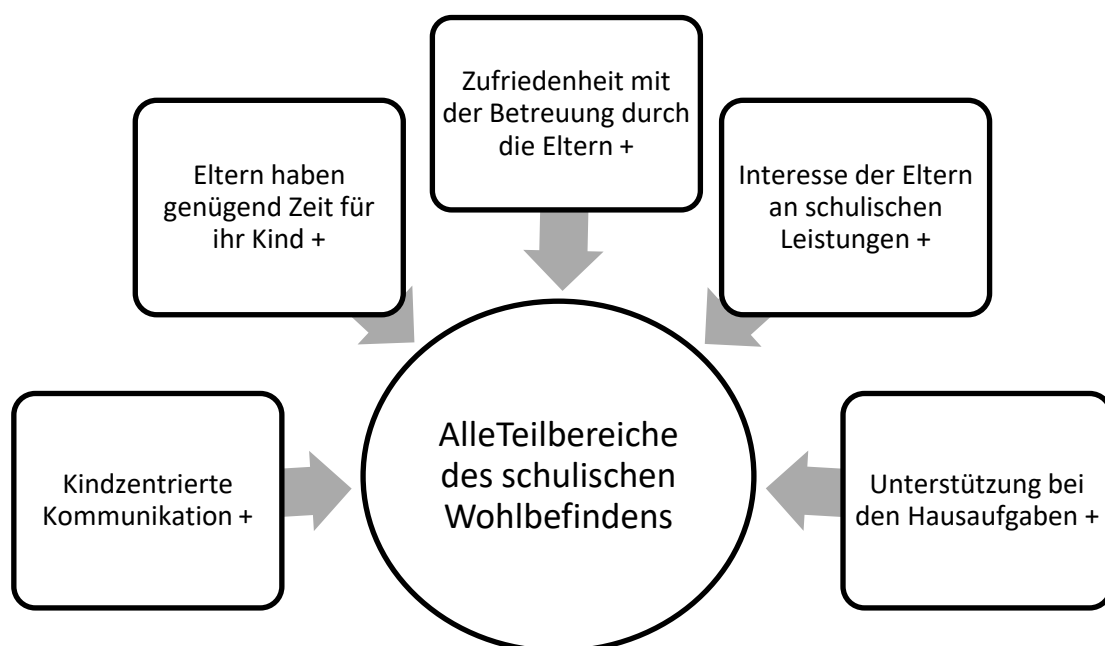 Zufriedenheit mit
der Betreuung durch
die Eltern +
Eltern haben
genügend Zeit für
ihr Kind +
Interesse der Eltern
an schulischen
Leistungen +
Kindzentrierte
Kommunikation +
AlleTeilbereiche
des schulischen
Wohlbefindens
Unterstützung bei
den Hausaufgaben +